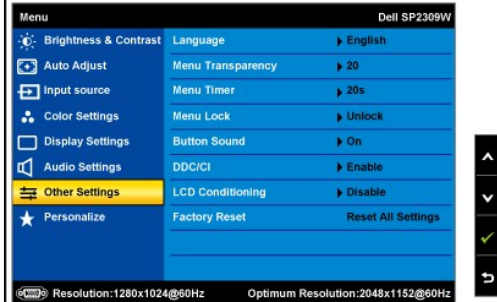 Menu Dell SP2309W
Brightness & Contrast Language English
Auto Adjust Menu Transparency 20
Input source Menu Timer 20s
Color Settings Menu Lock Unlock
Display Settings Button Sound On
Audio Settings DDC/CI Enable
Other Settings LCD Conditioning Disable
Personalize Factory Reset Reset All Settings
Resolution:1280x1024@60Hz Optimum Resolution:2048x1152@60Hz